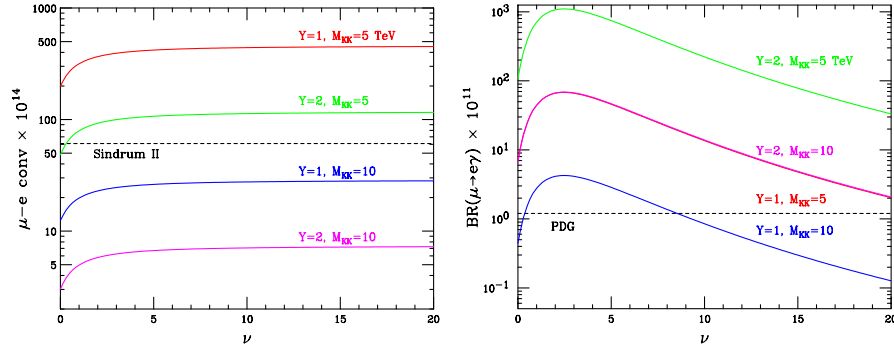 μ-e conv × 10^14
500
100
50
10
5
Y=1, M_KK=5 TeV
Y=2, M_KK=5
Sindrum II
Y=1, M_KK=10
Y=2, M_KK=10
0 5 10 15 20
ν
BR(μ→eγ) × 10^11
10^3
10^2
10^1
10^0
10^-1
Y=2, M_KK=5 TeV
Y=2, M_KK=10
Y=1, M_KK=5
PDG
Y=1, M_KK=10
0 5 10 15 20
ν